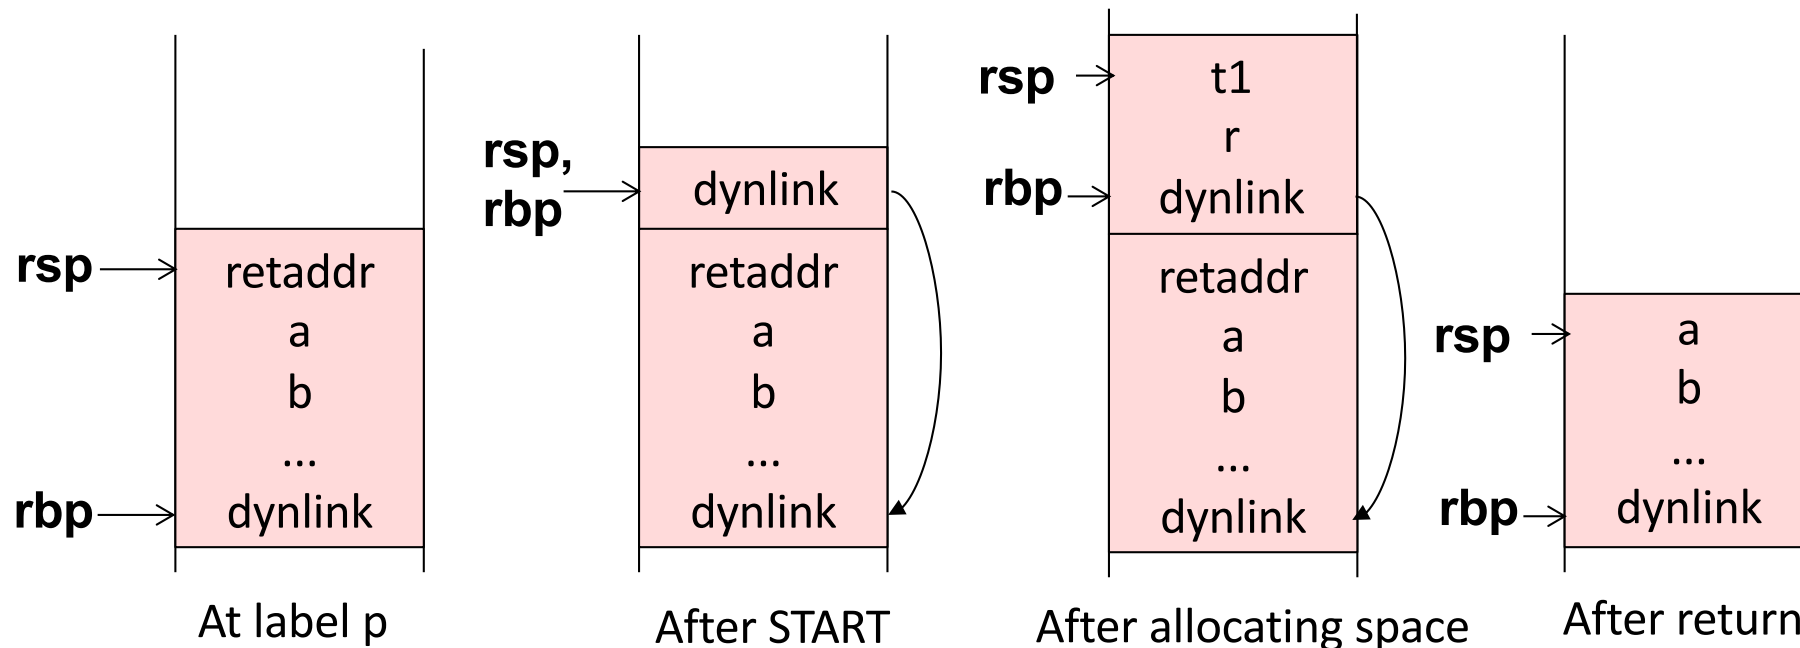 rsp
rbp
retaddr
a
b
...
dynlink
At label p
rsp,
rbp
dynlink
retaddr
a
b
...
dynlink
After START
rsp
rbp
t1
r
dynlink
retaddr
a
b
...
dynlink
After allocating space
rsp
rbp
a
b
...
dynlink
After return